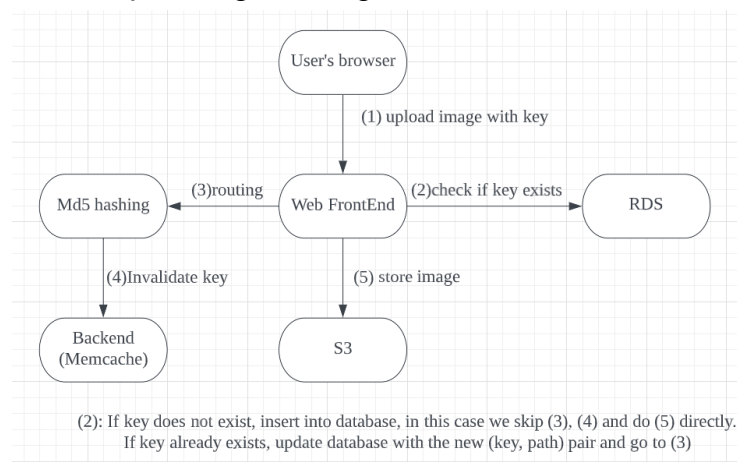 User's browser
(1) upload image with key
(3)routing
(2)check if key exists
Md5 hashing
Web FrontEnd
RDS
(4)Invalidate key
(5) store image
Backend
(Memcache)
S3
(2): If key does not exist, insert into database, in this case we skip (3), (4) and do (5) directly.
If key already exists, update database with the new (key, path) pair and go to (3)